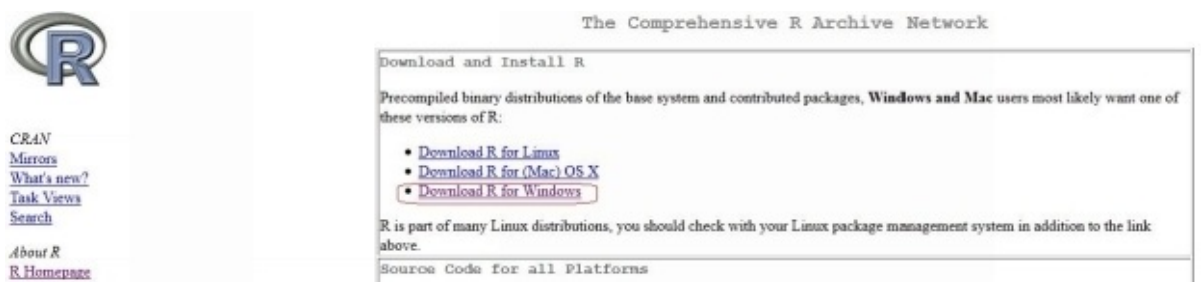 R
CRAN
Mirrors
What's new?
Task Views
Search
About R
R Homepage
The Comprehensive R Archive Network
Download and Install R
Precompiled binary distributions of the base system and contributed packages, Windows and Mac users most likely want one of
these versions of R:
• Download R for Linux
• Download R for (Mac) OS X
• Download R for Windows
R is part of many Linux distributions, you should check with your Linux package management system in addition to the link
above.
Source Code for all Platforms